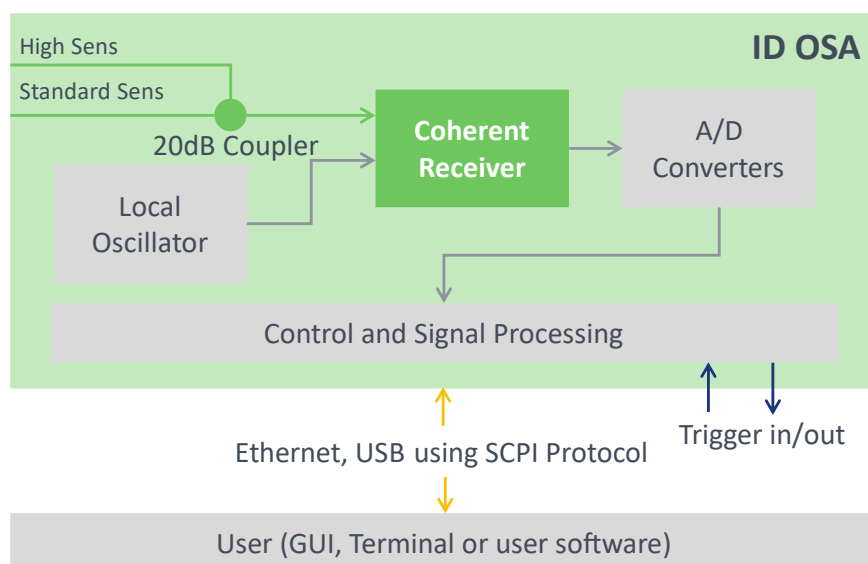 High Sens
ID OSA
Standard Sens
20dB Coupler
Coherent
Receiver
A/D
Converters
Local
Oscillator
Control and Signal Processing
Trigger in/out
Ethernet, USB using SCPI Protocol
User (GUI, Terminal or user software)